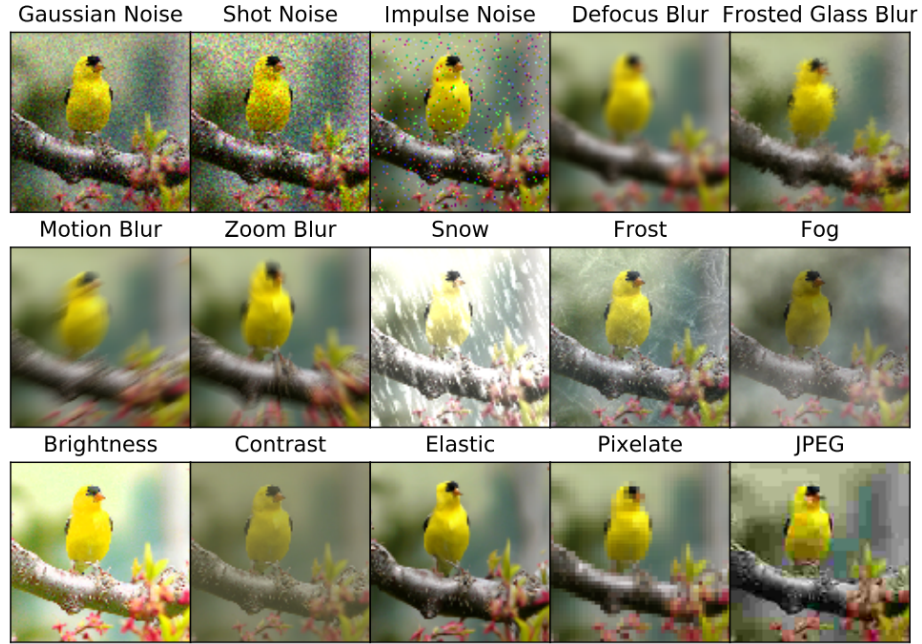 Gaussian Noise Shot Noise Impulse Noise Defocus Blur Frosted Glass Blur
Motion Blur Zoom Blur Snow Frost Fog
Brightness Contrast Elastic Pixelate JPEG